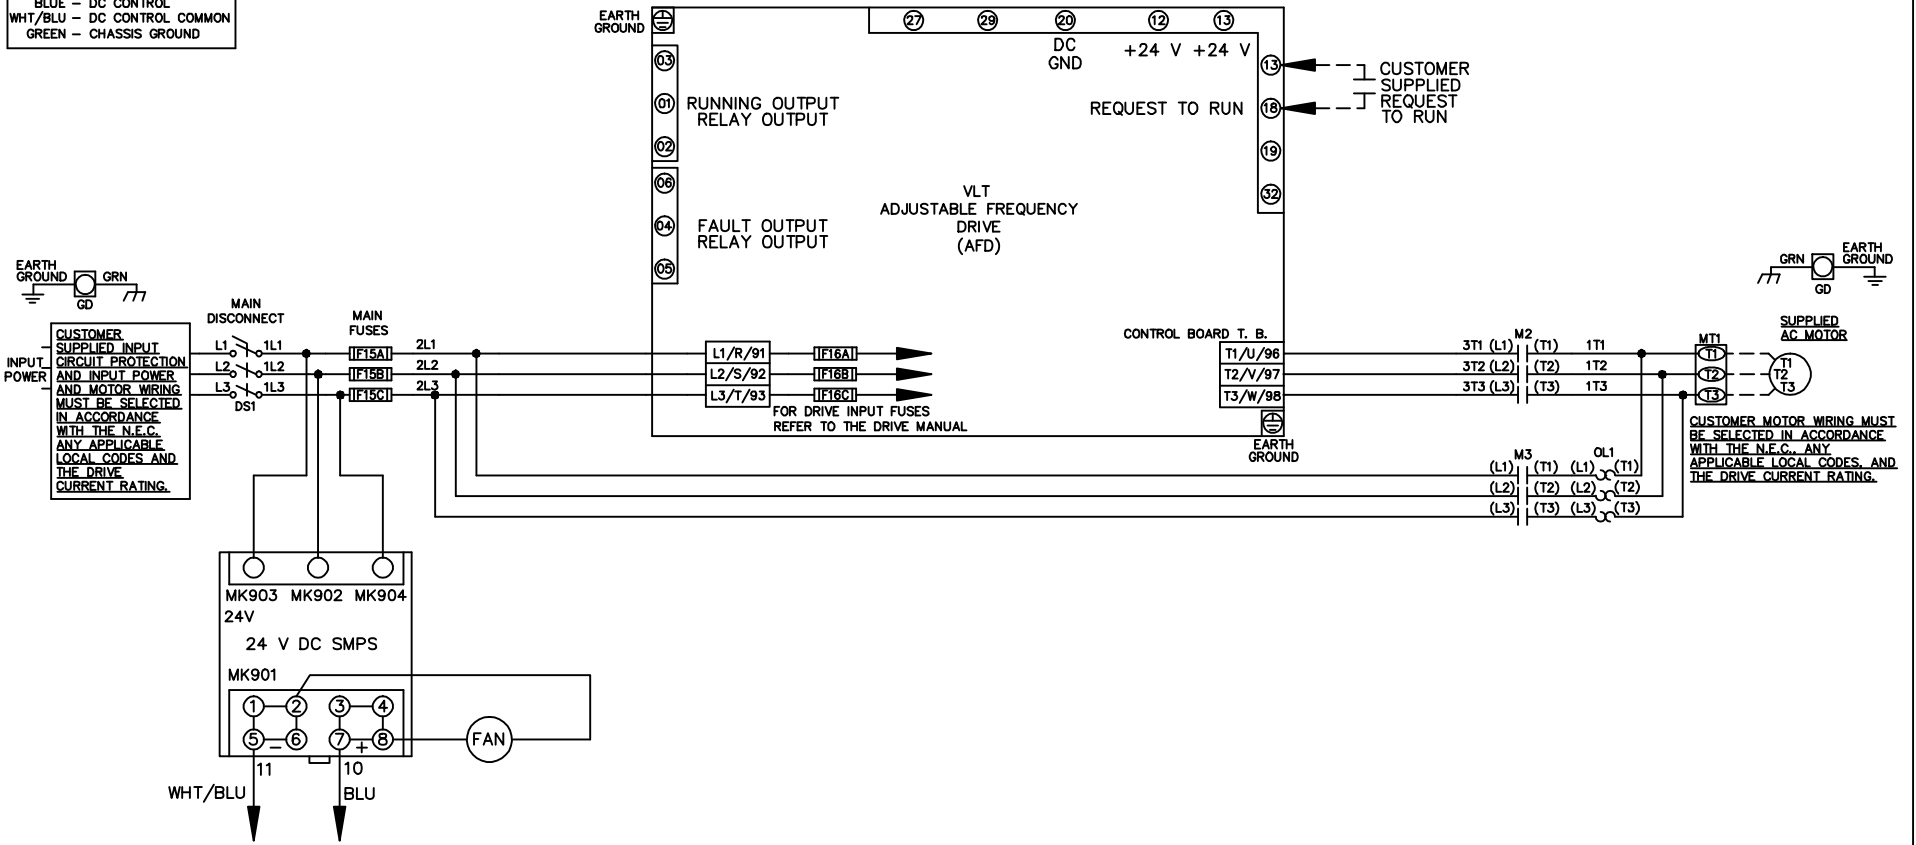 BLUE – DC CONTROL
WHT/BLU – DC CONTROL COMMON
GREEN – CHASSIS GROUND
EARTH
GROUND
27 29 20 12 13
DC
GND
+24 V +24 V
03
01
02
RUNNING OUTPUT
RELAY OUTPUT
06
04
05
FAULT OUTPUT
RELAY OUTPUT
13
18
19
32
REQUEST TO RUN
CUSTOMER
SUPPLIED
REQUEST
TO RUN
VLT
ADJUSTABLE FREQUENCY
DRIVE
(AFD)
EARTH
GROUND
GRN
GD
INPUT
POWER
CUSTOMER
SUPPLIED INPUT
CIRCUIT PROTECTION
AND INPUT POWER
AND MOTOR WIRING
MUST BE SELECTED
IN ACCORDANCE
WITH THE N.E.C.
ANY APPLICABLE
LOCAL CODES AND
THE DRIVE
CURRENT RATING.
MAIN
DISCONNECT
L1 1L1
L2 1L2
L3 1L3
DS1
MAIN
FUSES
F15A 2L1
F15B 2L2
F15C 2L3
L1/R/91 F16A
L2/S/92 F16B
L3/T/93 F16C
FOR DRIVE INPUT FUSES
REFER TO THE DRIVE MANUAL
CONTROL BOARD T. B.
T1/U/96
T2/V/97
T3/W/98
EARTH
GROUND
M2
3T1 (L1) (T1) 1T1
3T2 (L2) (T2) 1T2
3T3 (L3) (T3) 1T3
M3 OL1
(L1) (T1) (L1) (T1)
(L2) (T2) (L2) (T2)
(L3) (T3) (L3) (T3)
MT1
T1
T2
T3
GRN
GD
EARTH
GROUND
SUPPLIED
AC MOTOR
T1
T2
T3
CUSTOMER MOTOR WIRING MUST
BE SELECTED IN ACCORDANCE
WITH THE N.E.C., ANY
APPLICABLE LOCAL CODES, AND
THE DRIVE CURRENT RATING.
MK903 MK902 MK904
24V
24 V DC SMPS
MK901
1 2 3 4
5 – 6 7 + 8
FAN
11 10
WHT/BLU BLU